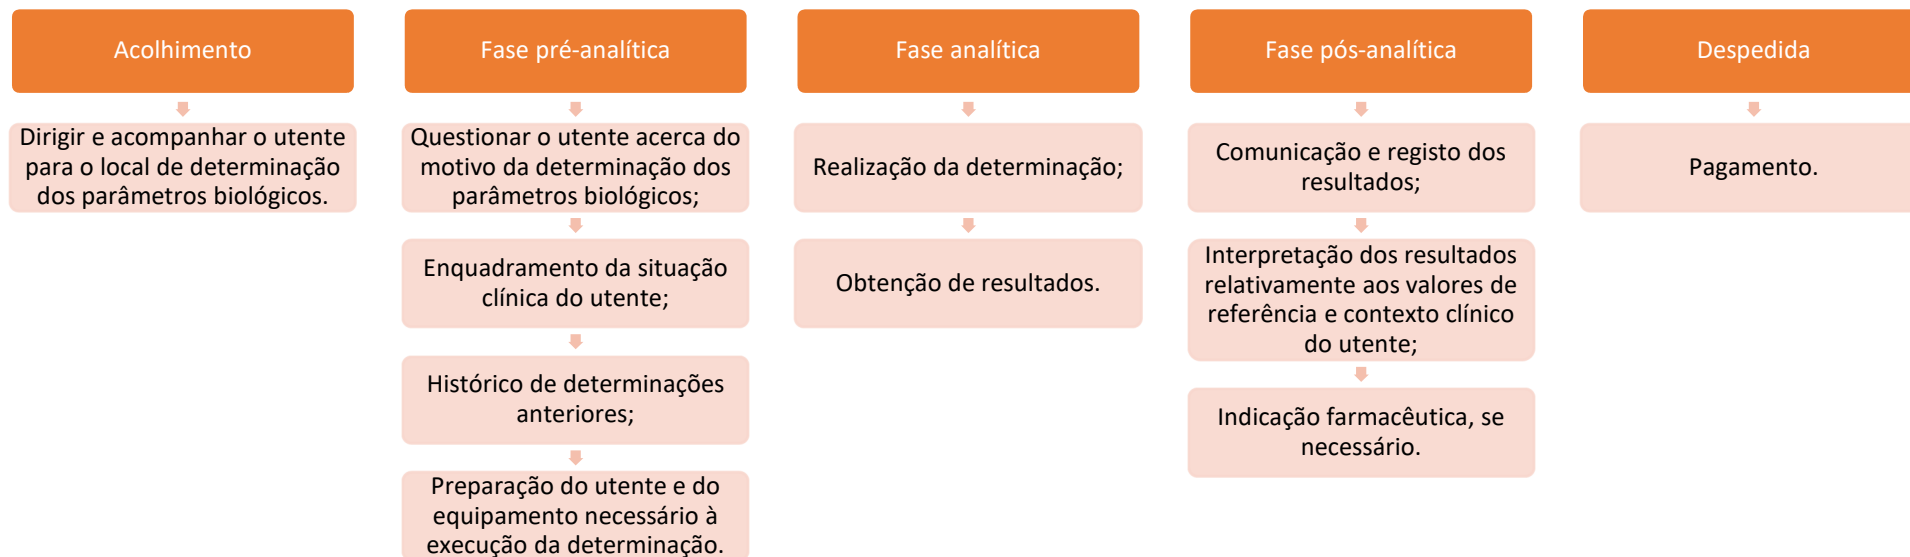 Acolhimento
Dirigir e acompanhar o utente
para o local de determinação
dos parâmetros biológicos.
Fase pré-analítica
Questionar o utente acerca do
motivo da determinação dos
parâmetros biológicos;
Enquadramento da situação
clínica do utente;
Histórico de determinações
anteriores;
Preparação do utente e do
equipamento necessário à
execução da determinação.
Fase analítica
Realização da determinação;
Obtenção de resultados.
Fase pós-analítica
Comunicação e registo dos
resultados;
Interpretação dos resultados
relativamente aos valores de
referência e contexto clínico
do utente;
Indicação farmacêutica, se
necessário.
Despedida
Pagamento.